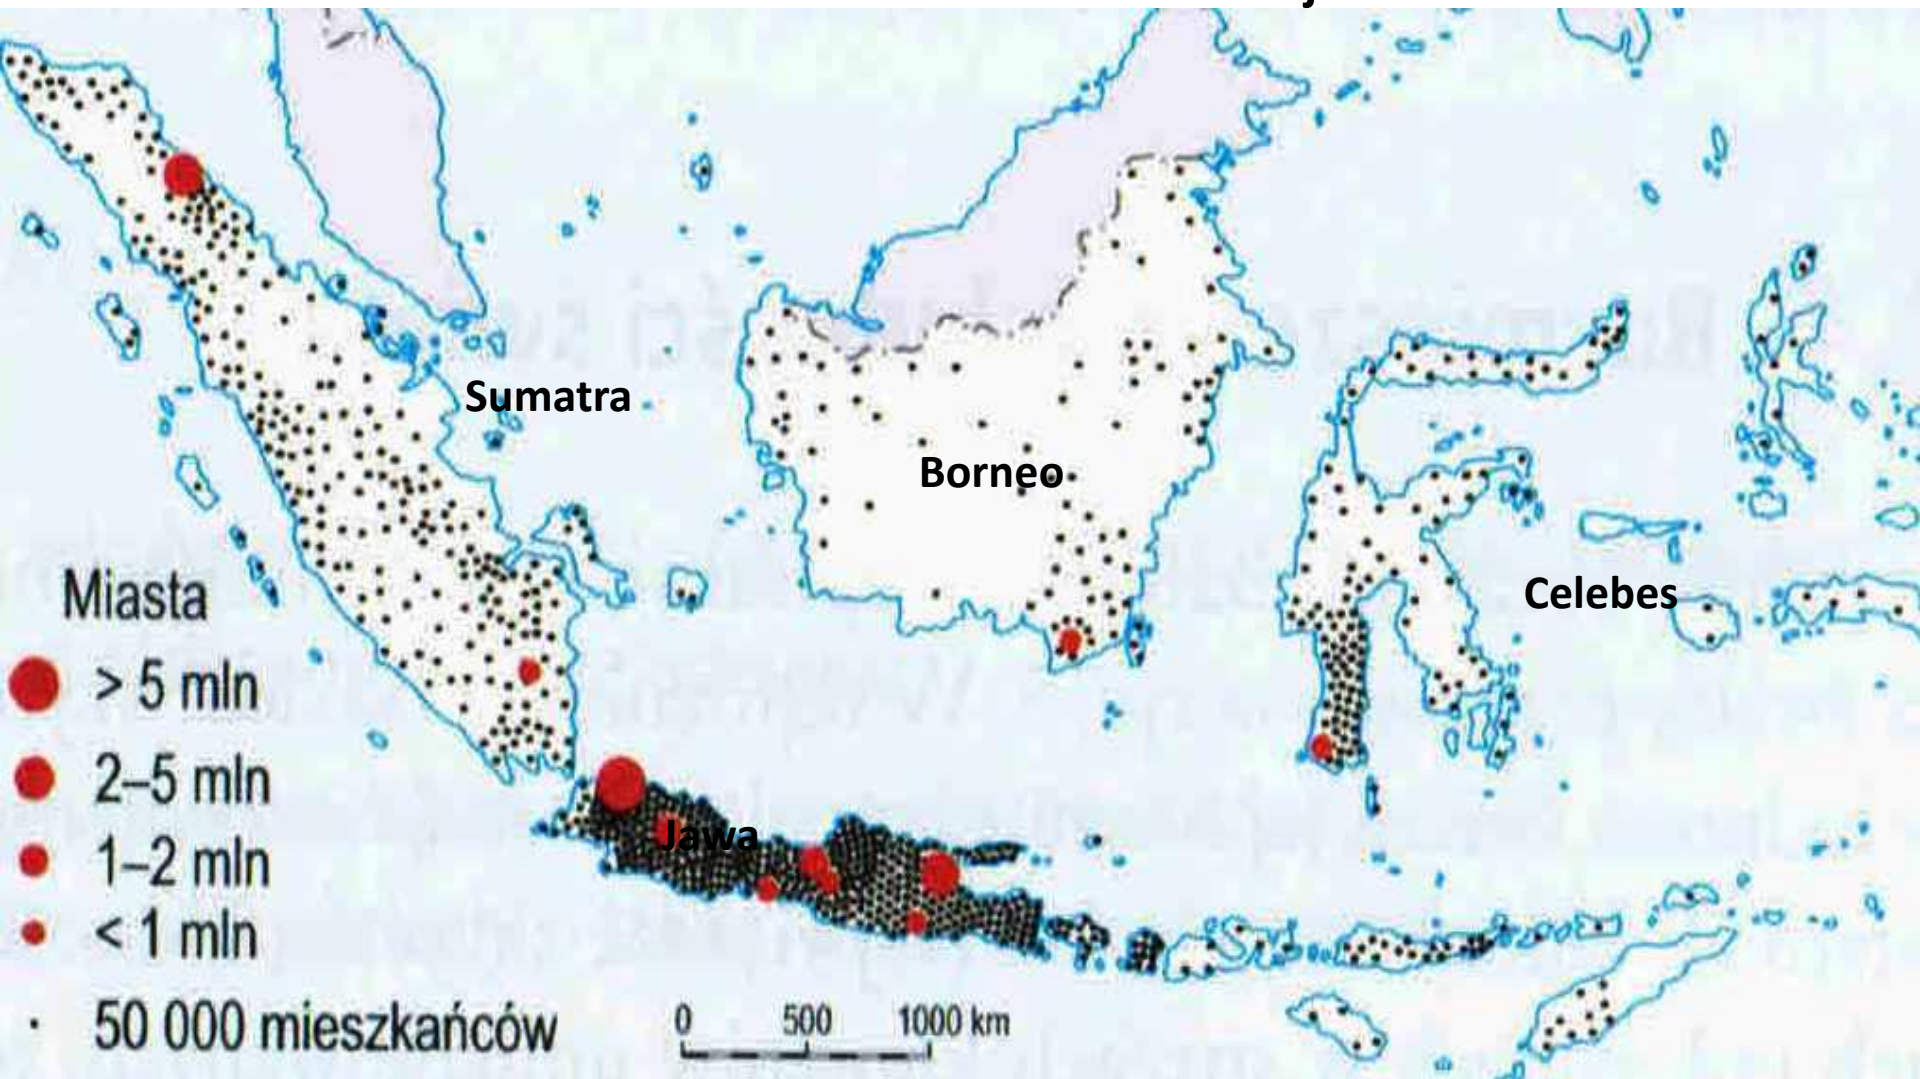 Sumatra
Borneo
Celebes
Jawa
Miasta
> 5 mln
2–5 mln
1–2 mln
< 1 mln
50 000 mieszkańców
0 500 1000 km